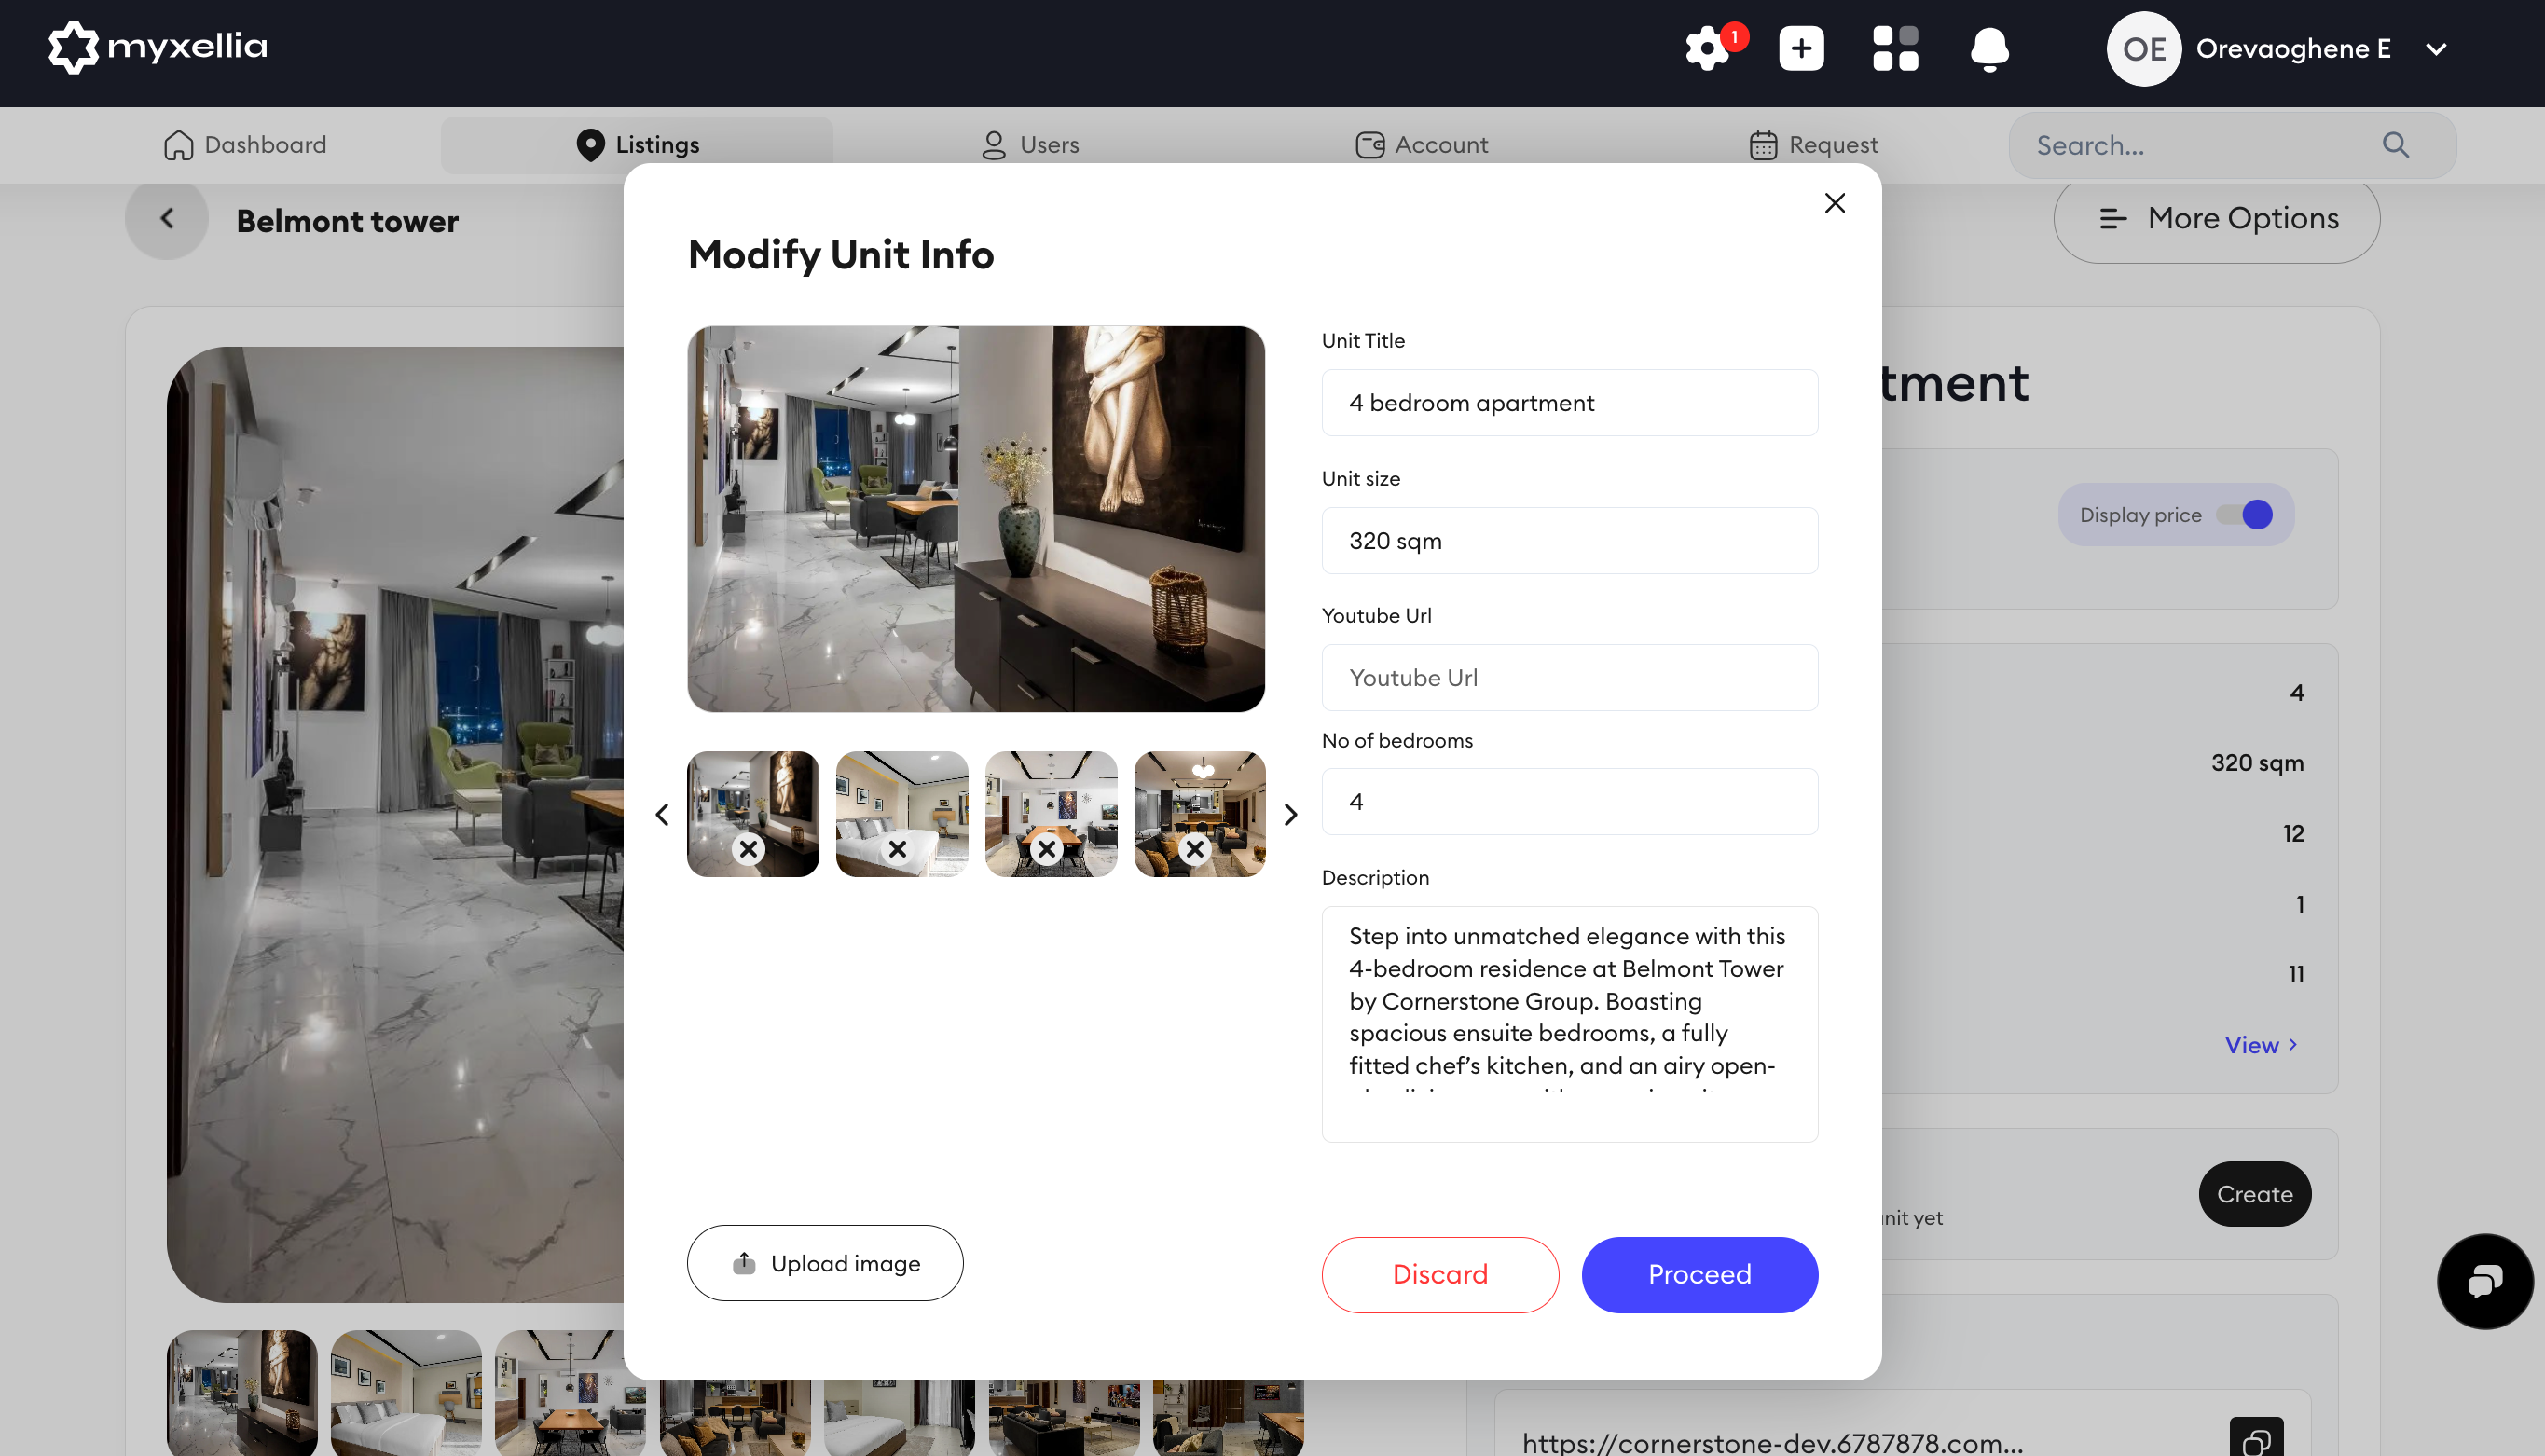 myxellia
1
OE
Orevaoghene E
Dashboard
Listings
Users
Account
Request
Search...
Belmont tower
More Options
Modify Unit Info
Unit Title
4 bedroom apartment
Unit size
320 sqm
Youtube Url
Youtube Url
No of bedrooms
4
Description
Step into unmatched elegance with this
4-bedroom residence at Belmont Tower
by Cornerstone Group. Boasting
spacious ensuite bedrooms, a fully
fitted chef’s kitchen, and an airy open-
Upload image
Discard
Proceed
tment
Display price
4
320 sqm
12
1
11
View
Create
nit yet
https://cornerstone-dev.6787878.com...